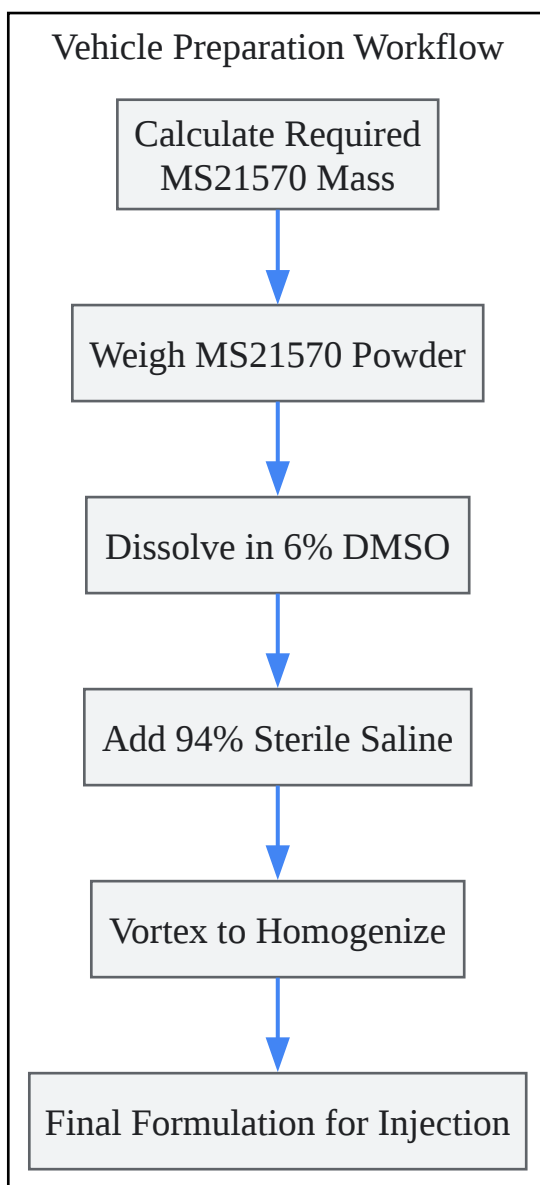 Vehicle Preparation Workflow
Calculate Required
MS21570 Mass
Weigh MS21570 Powder
Dissolve in 6% DMSO
Add 94% Sterile Saline
Vortex to Homogenize
Final Formulation for Injection